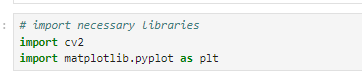 :
# import necessary libraries
import cv2
import matplotlib.pyplot as plt